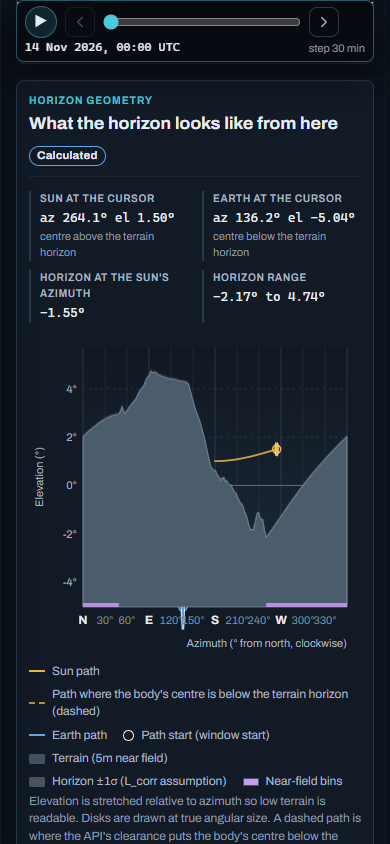 14 Nov 2026, 00:00 UTC
step 30 min
HORIZON GEOMETRY
What the horizon looks like from here
Calculated
SUN AT THE CURSOR
az 264.1° el 1.50°
centre above the terrain
horizon
EARTH AT THE CURSOR
az 136.2° el −5.04°
centre below the terrain
horizon
HORIZON AT THE SUN'S
AZIMUTH
−1.55°
HORIZON RANGE
−2.17° to 4.74°
4°
2°
0°
-2°
-4°
Elevation (°)
N 30° 60° E 120° 150° S 210° 240° W 300° 330°
Azimuth (° from north, clockwise)
Sun path
Path where the body's centre is below the terrain horizon
(dashed)
Earth path
Path start (window start)
Terrain (5m near field)
Horizon ±1σ (L_corr assumption)
Near-field bins
Elevation is stretched relative to azimuth so low terrain is
readable. Disks are drawn at true angular size. A dashed path is
where the API's clearance puts the body's centre below the